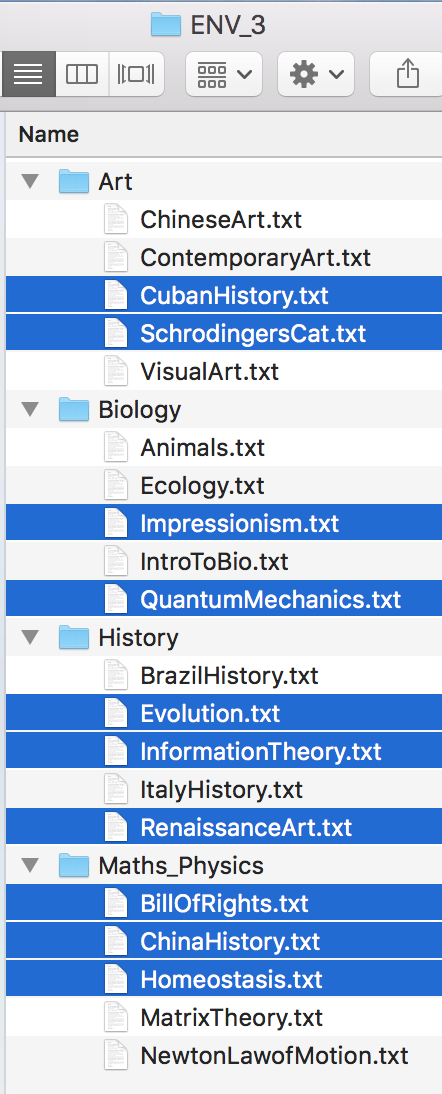 ENV_3
Name
Art
ChineseArt.txt
ContemporaryArt.txt
CubanHistory.txt
SchrodingersCat.txt
VisualArt.txt
Biology
Animals.txt
Ecology.txt
Impressionism.txt
IntroToBio.txt
QuantumMechanics.txt
History
BrazilHistory.txt
Evolution.txt
InformationTheory.txt
ItalyHistory.txt
RenaissanceArt.txt
Maths_Physics
BillOfRights.txt
ChinaHistory.txt
Homeostasis.txt
MatrixTheory.txt
NewtonLawofMotion.txt